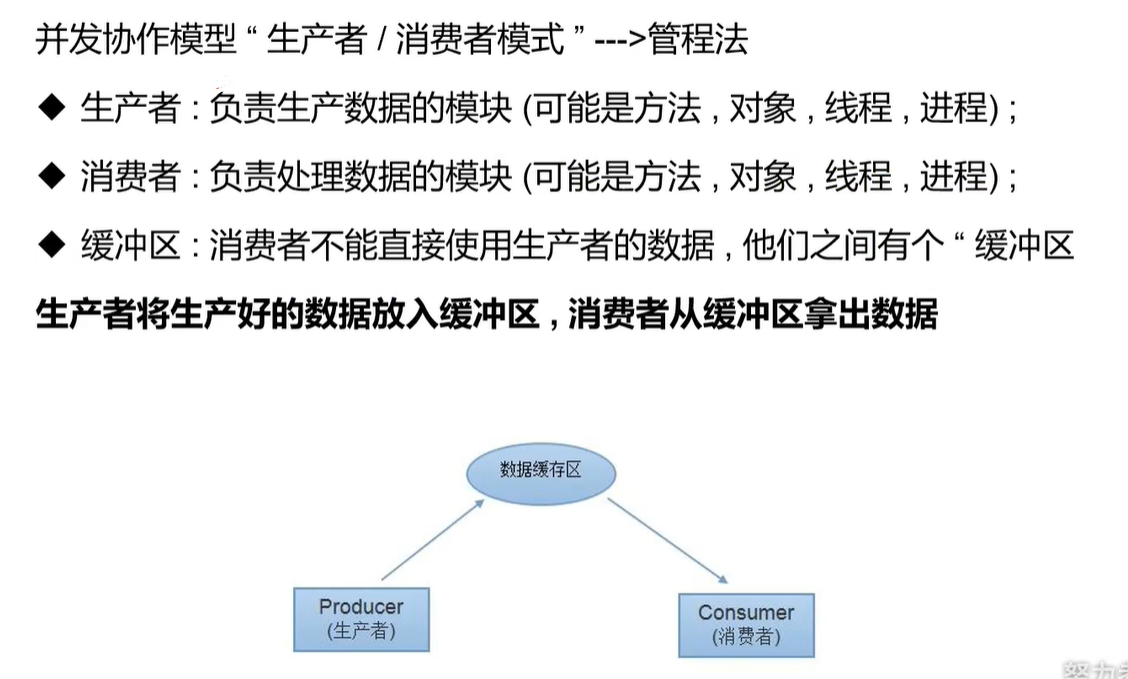 并发协作模型 “ 生产者 / 消费者模式 ” --->管程法
◆ 生产者 : 负责生产数据的模块 (可能是方法 , 对象 , 线程 , 进程) ;
◆ 消费者 : 负责处理数据的模块 (可能是方法 , 对象 , 线程 , 进程) ;
◆ 缓冲区 : 消费者不能直接使用生产者的数据 , 他们之间有个 “ 缓冲区
生产者将生产好的数据放入缓冲区 , 消费者从缓冲区拿出数据
数据缓存区
Producer
(生产者)
Consumer
(消费者)